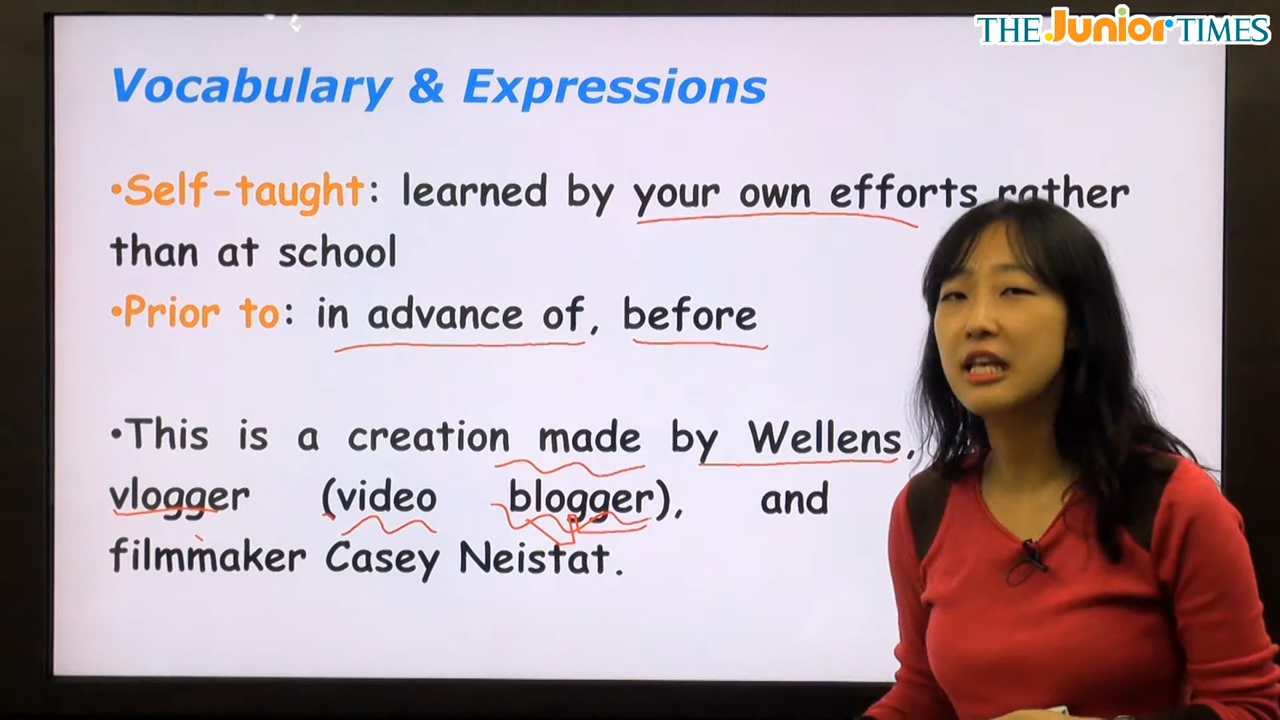 THE Junior TIMES
Vocabulary & Expressions
•Self-taught: learned by your own efforts rather
than at school
•Prior to: in advance of, before
•This is a creation made by Wellens,
vlogger (video blogger), and
filmmaker Casey Neistat.